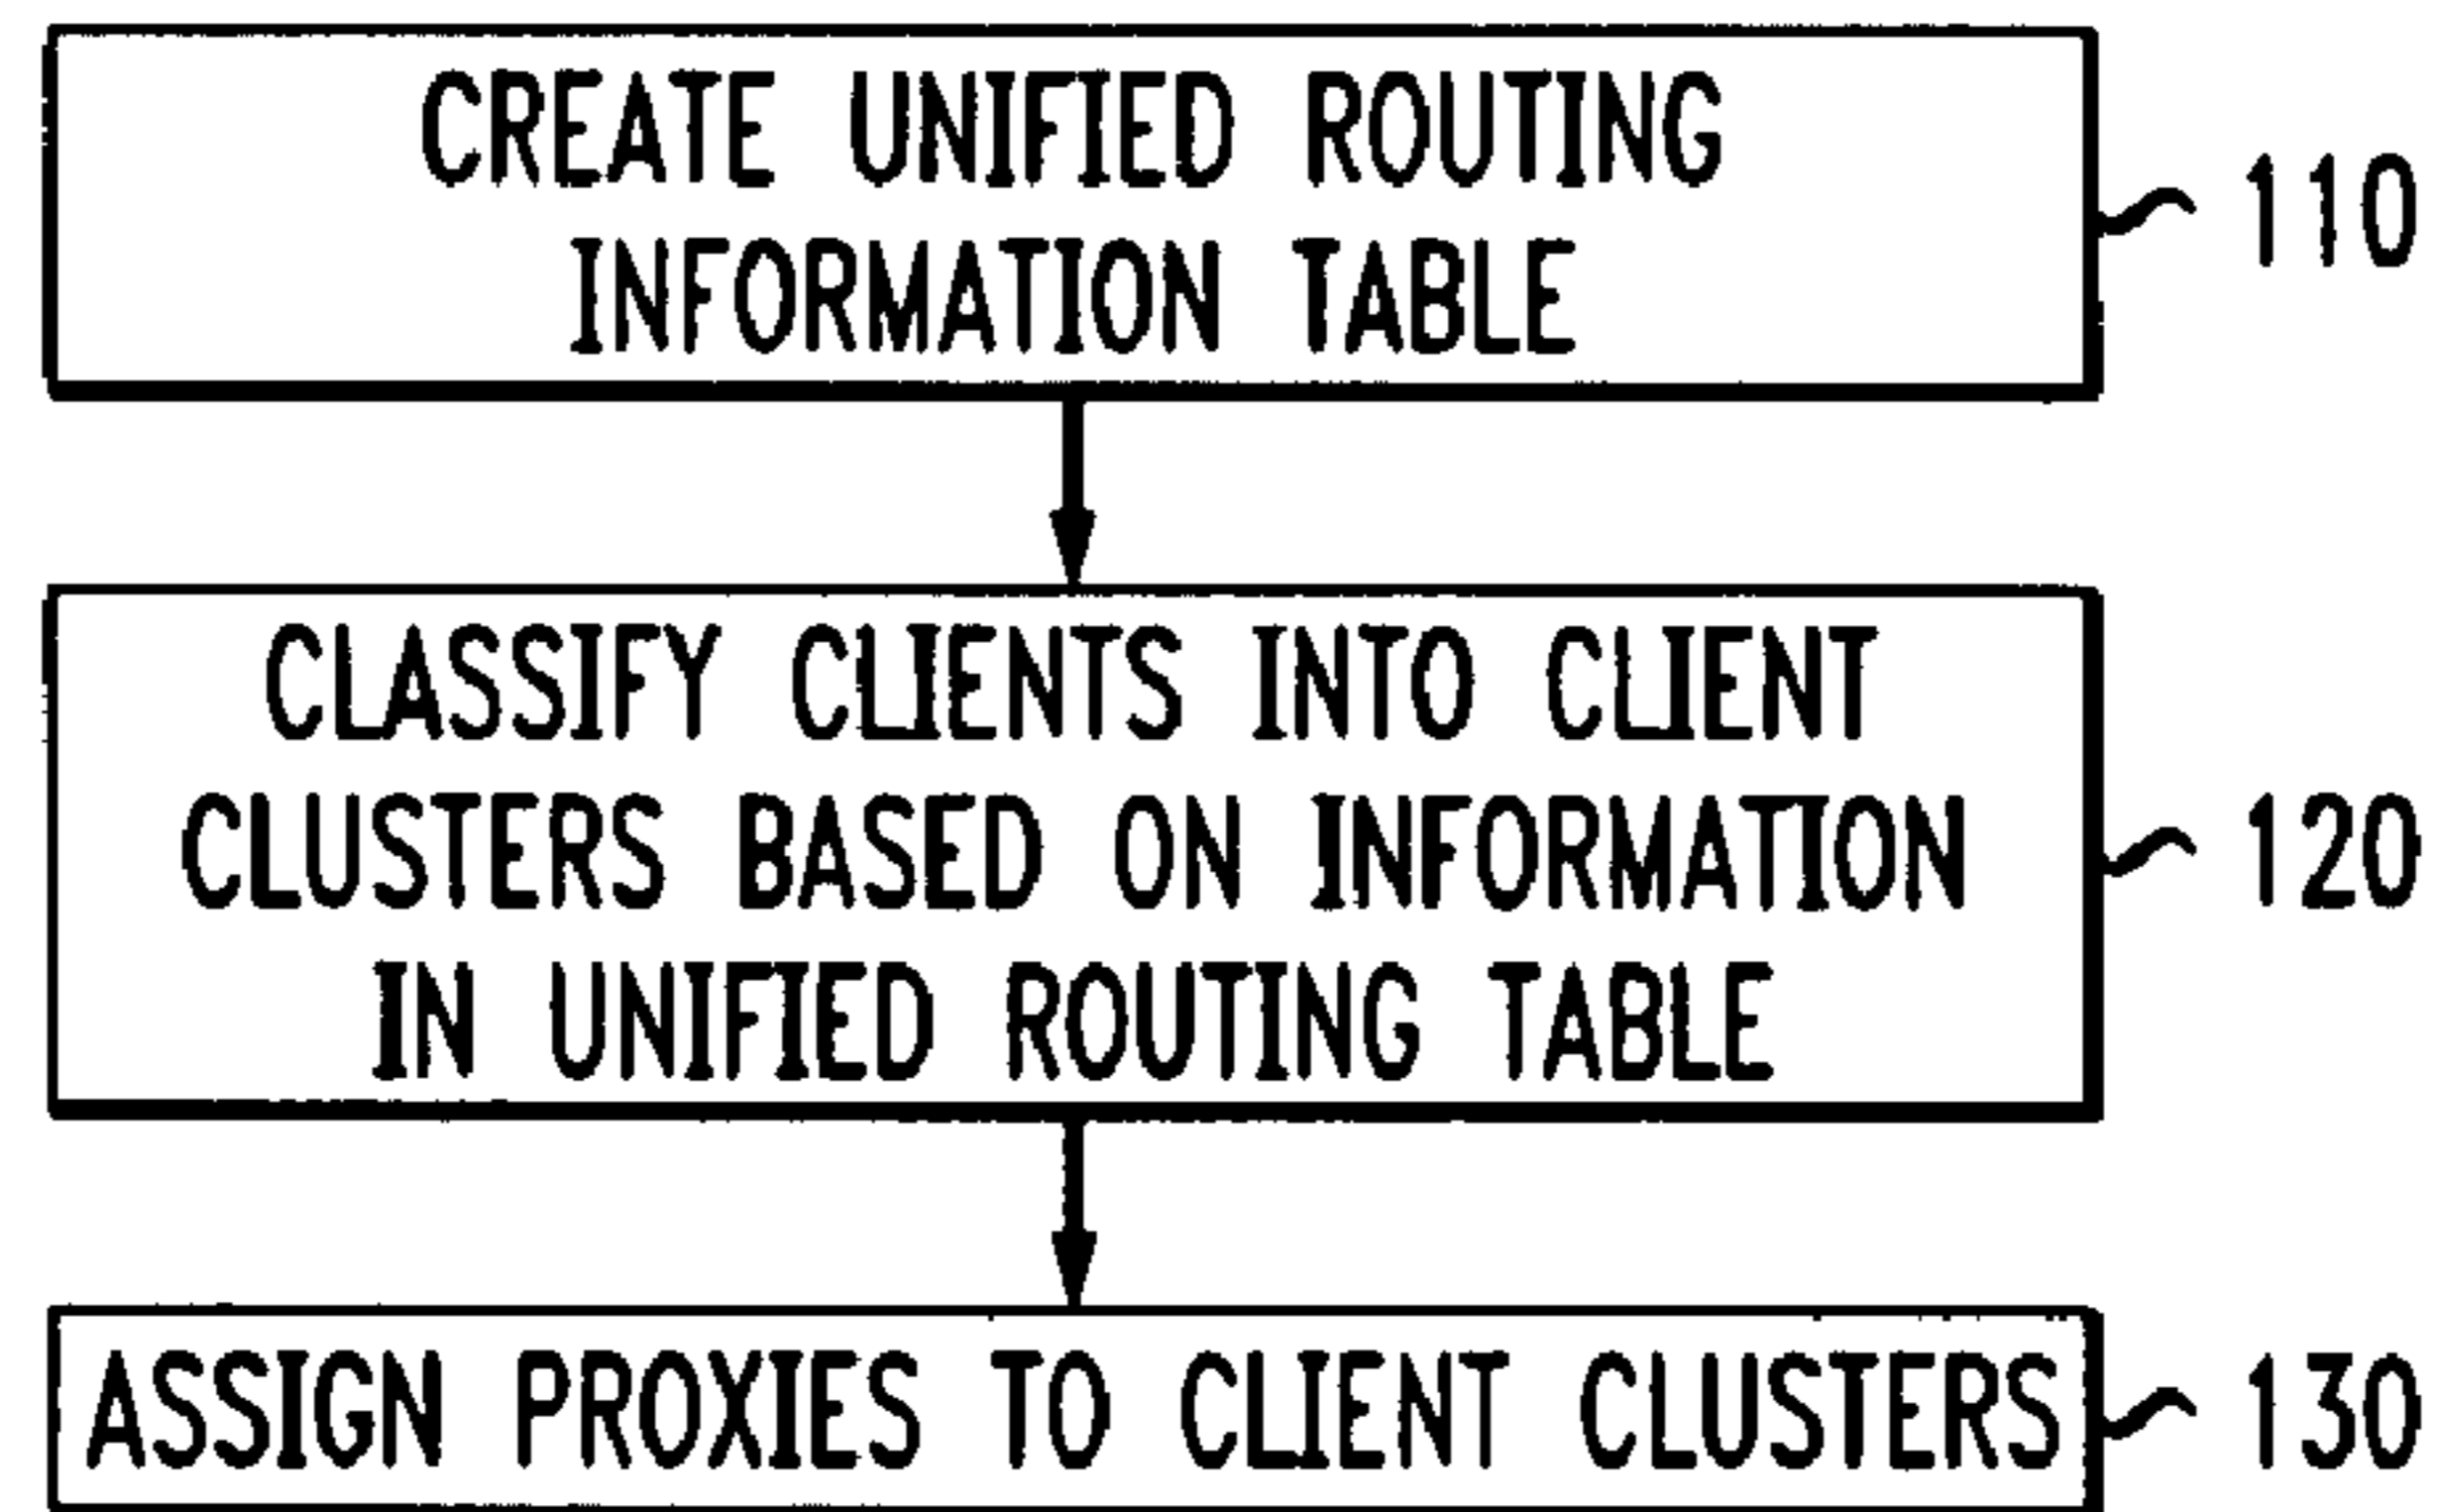 CREATE UNIFIED ROUTING
INFORMATION TABLE
110
CLASSIFY CLIENTS INTO CLIENT
CLUSTERS BASED ON INFORMATION
IN UNIFIED ROUTING TABLE
120
ASSIGN PROXIES TO CLIENT CLUSTERS
130